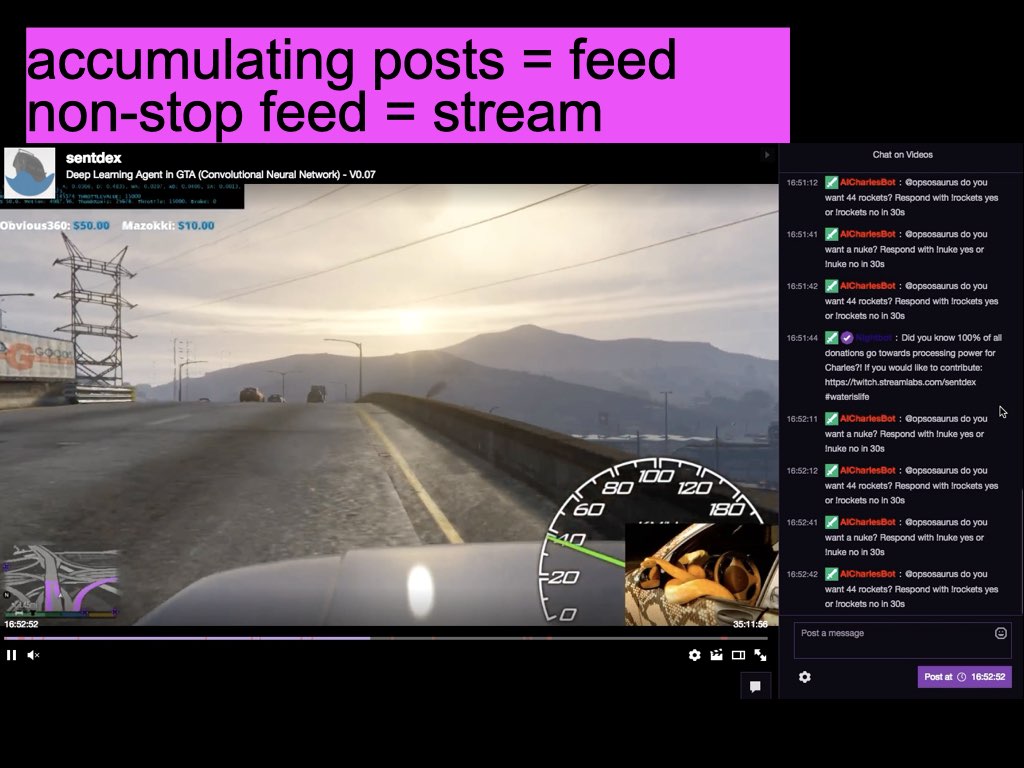 accumulating posts = feed
non-stop feed = stream
sentdex
Deep Learning Agent in GTA (Convolutional Neural Network) - V0.07
Obvious360: $50.00 Mazokki: $10.00
0
20
40
60
80
100
120
180
16:52:52
35:11:56
Chat on Videos
16:51:12 AICharlesBot : @opsosaurus do you
want 44 rockets? Respond with !rockets yes
or !rockets no in 30s
16:51:41 AICharlesBot : @opsosaurus do you
want a nuke? Respond with !nuke yes or
!nuke no in 30s
16:51:42 AICharlesBot : @opsosaurus do you
want 44 rockets? Respond with !rockets yes
or !rockets no in 30s
16:51:44 Nightbot : Did you know 100% of all
donations go towards processing power for
Charles?! If you would like to contribute:
https://twitch.streamlabs.com/sentdex
#waterislife
16:52:11 AICharlesBot : @opsosaurus do you
want a nuke? Respond with !nuke yes or
!nuke no in 30s
16:52:12 AICharlesBot : @opsosaurus do you
want 44 rockets? Respond with !rockets yes
or !rockets no in 30s
16:52:41 AICharlesBot : @opsosaurus do you
want a nuke? Respond with !nuke yes or
!nuke no in 30s
16:52:42 AICharlesBot : @opsosaurus do you
want 44 rockets? Respond with !rockets yes
or !rockets no in 30s
Post a message
Post at 16:52:52